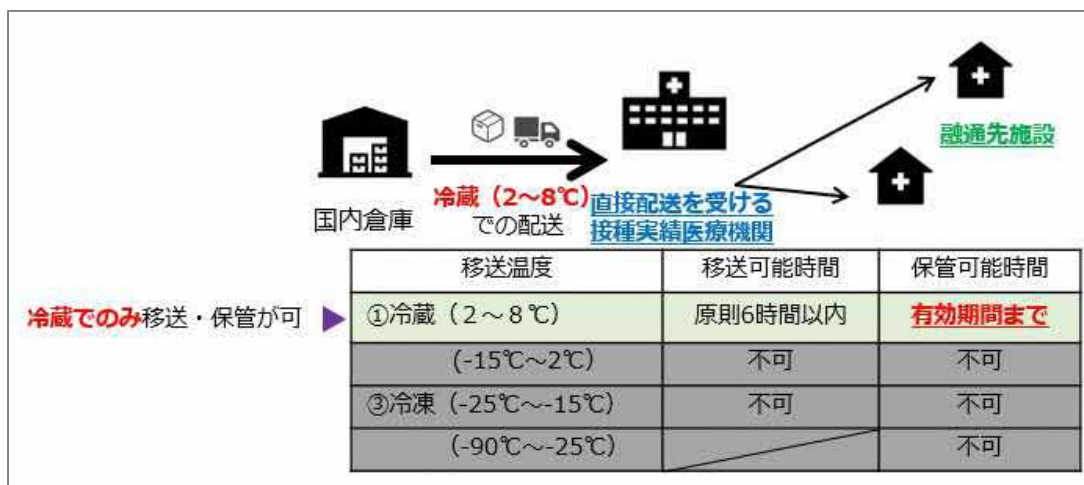 融通先施設
冷蔵(2～8℃)
での配送
国内倉庫
直接配送を受ける
接種実績医療機関
移送温度 移送可能時間 保管可能時間
冷蔵でのみ移送・保管が可 ①冷蔵(2～8℃) 原則6時間以内 有効期間まで
(-15℃～2℃) 不可 不可
③冷凍(-25℃～-15℃) 不可 不可
(-90℃～-25℃) 不可